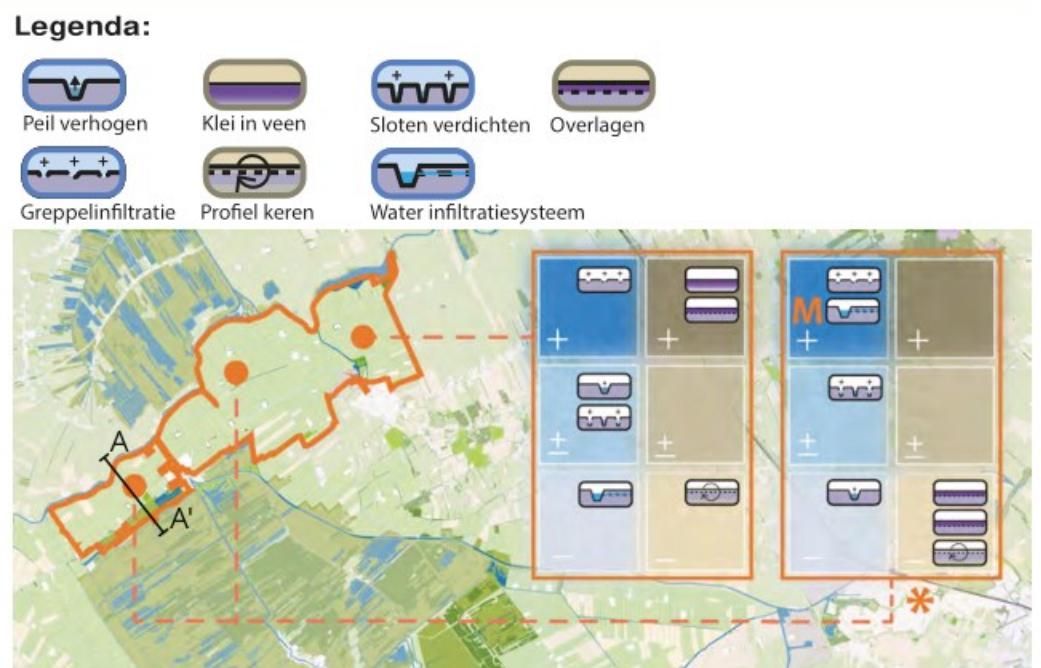 Legenda:
Peil verhogen Klei in veen Sloten verdichten Overlagen
Greppelinfiltratie Profiel keren Water infiltratiesysteem
A
A'
M
+ + + +
± ± ± ±
− − − −
*